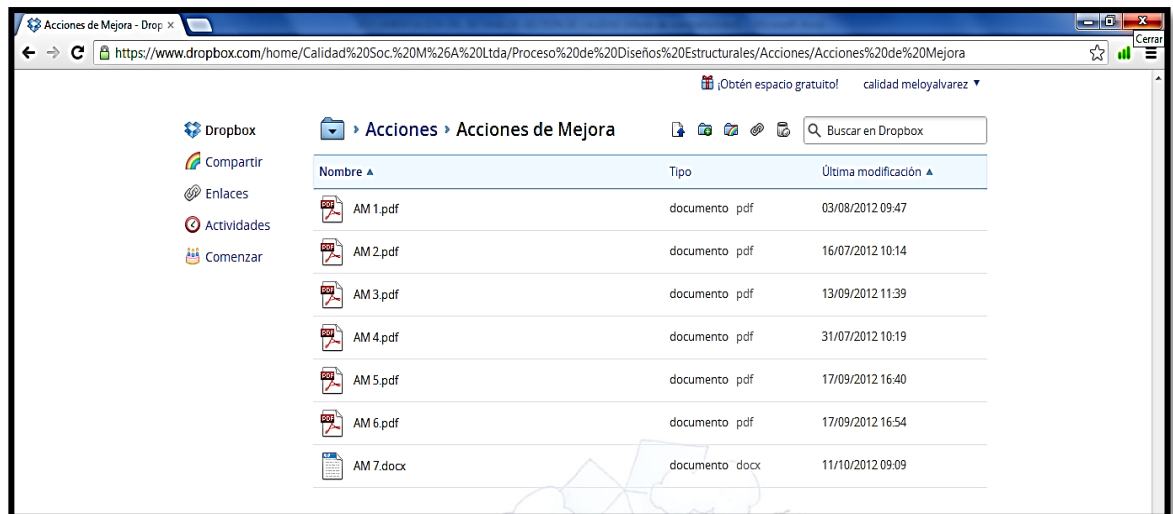 Acciones de Mejora - Drop ×
Cerrar
https://www.dropbox.com/home/Calidad%20Soc.%20M%26A%20Ltda/Proceso%20de%20Diseños%20Estructurales/Acciones/Acciones%20de%20Mejora
¡Obtén espacio gratuito! calidad meloyalvarez ▼
Dropbox
Compartir
Enlaces
Actividades
Comenzar
› Acciones › Acciones de Mejora
Buscar en Dropbox
Nombre ▲ Tipo Última modificación ▲
AM 1.pdf documento pdf 03/08/2012 09:47
AM 2.pdf documento pdf 16/07/2012 10:14
AM 3.pdf documento pdf 13/09/2012 11:39
AM 4.pdf documento pdf 31/07/2012 10:19
AM 5.pdf documento pdf 17/09/2012 16:40
AM 6.pdf documento pdf 17/09/2012 16:54
AM 7.docx documento docx 11/10/2012 09:09